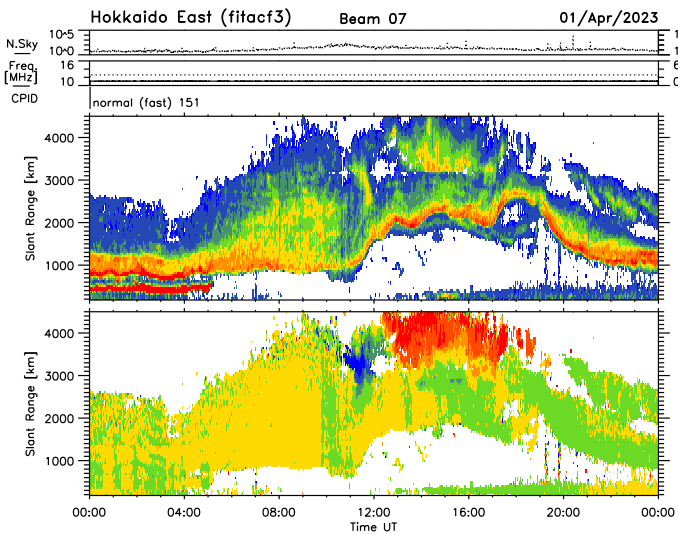 Hokkaido East (fitacf3) Beam 07 01/Apr/2023
N.Sky 10^5 10^0
Freq. [MHz] 16 10
CPID normal (fast) 151
Slant Range [km] 4000 3000 2000 1000
Slant Range [km] 4000 3000 2000 1000
00:00 04:00 08:00 12:00 16:00 20:00 00:00
Time UT